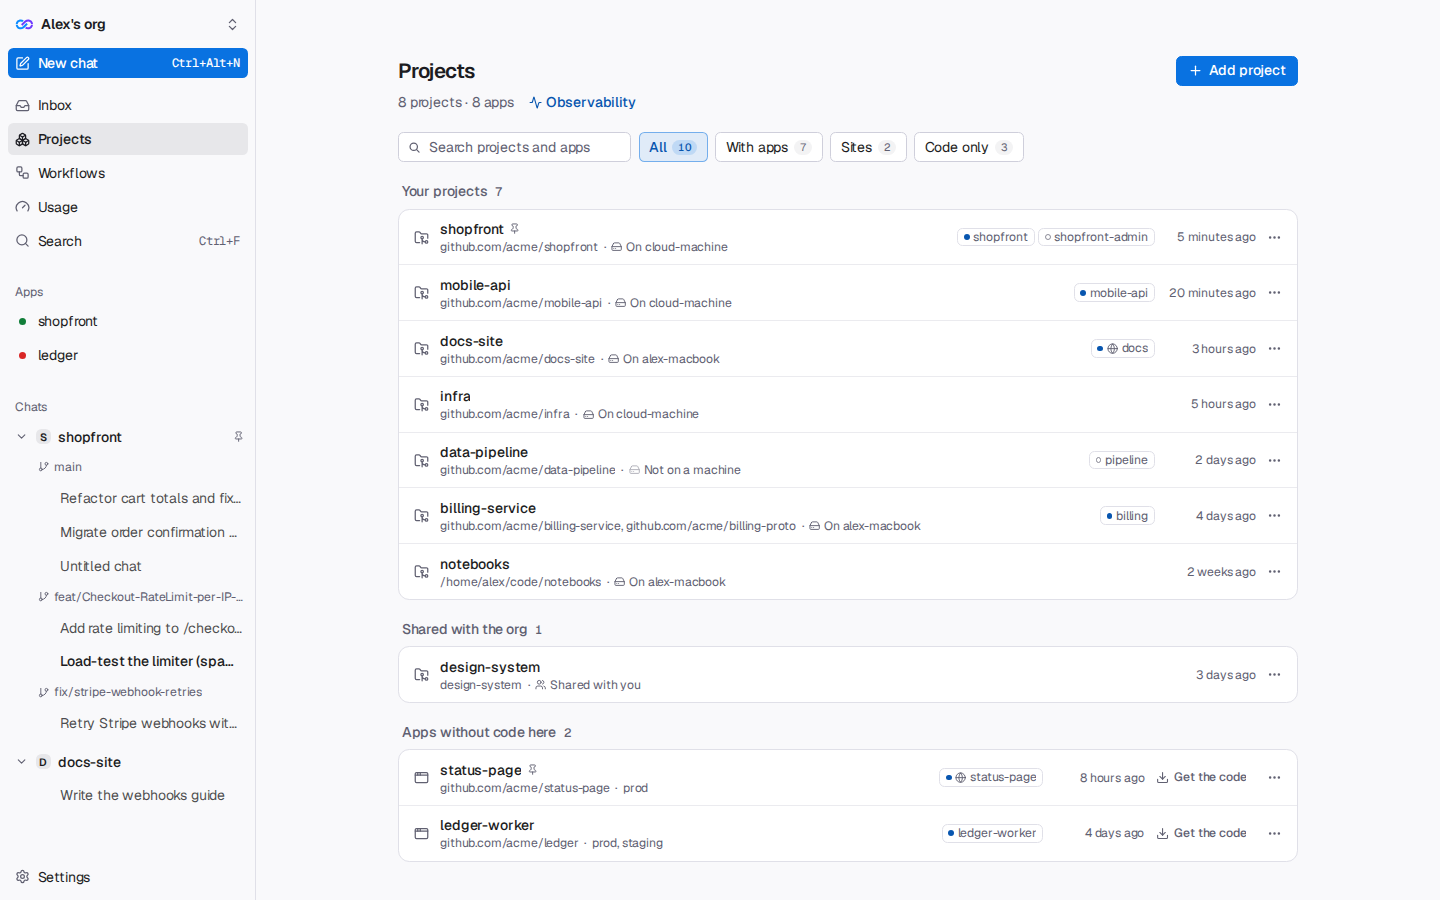 Alex's org
New chat Ctrl+Alt+N
Inbox
Projects
Workflows
Usage
Search Ctrl+F
Apps
shopfront
ledger
Chats
S shopfront
main
Refactor cart totals and fix...
Migrate order confirmation ...
Untitled chat
feat/Checkout-RateLimit-per-IP-...
Add rate limiting to /checko...
Load-test the limiter (spa...
fix/stripe-webhook-retries
Retry Stripe webhooks wit...
D docs-site
Write the webhooks guide
Settings
Projects
Add project
8 projects · 8 apps Observability
Search projects and apps All 10 With apps 7 Sites 2 Code only 3
Your projects 7
shopfront
github.com/acme/shopfront · On cloud-machine
shopfront shopfront-admin 5 minutes ago
mobile-api
github.com/acme/mobile-api · On cloud-machine
mobile-api 20 minutes ago
docs-site
github.com/acme/docs-site · On alex-macbook
docs 3 hours ago
infra
github.com/acme/infra · On cloud-machine
5 hours ago
data-pipeline
github.com/acme/data-pipeline · Not on a machine
pipeline 2 days ago
billing-service
github.com/acme/billing-service, github.com/acme/billing-proto · On alex-macbook
billing 4 days ago
notebooks
/home/alex/code/notebooks · On alex-macbook
2 weeks ago
Shared with the org 1
design-system
design-system · Shared with you
3 days ago
Apps without code here 2
status-page
github.com/acme/status-page · prod
status-page 8 hours ago Get the code
ledger-worker
github.com/acme/ledger · prod, staging
ledger-worker 4 days ago Get the code